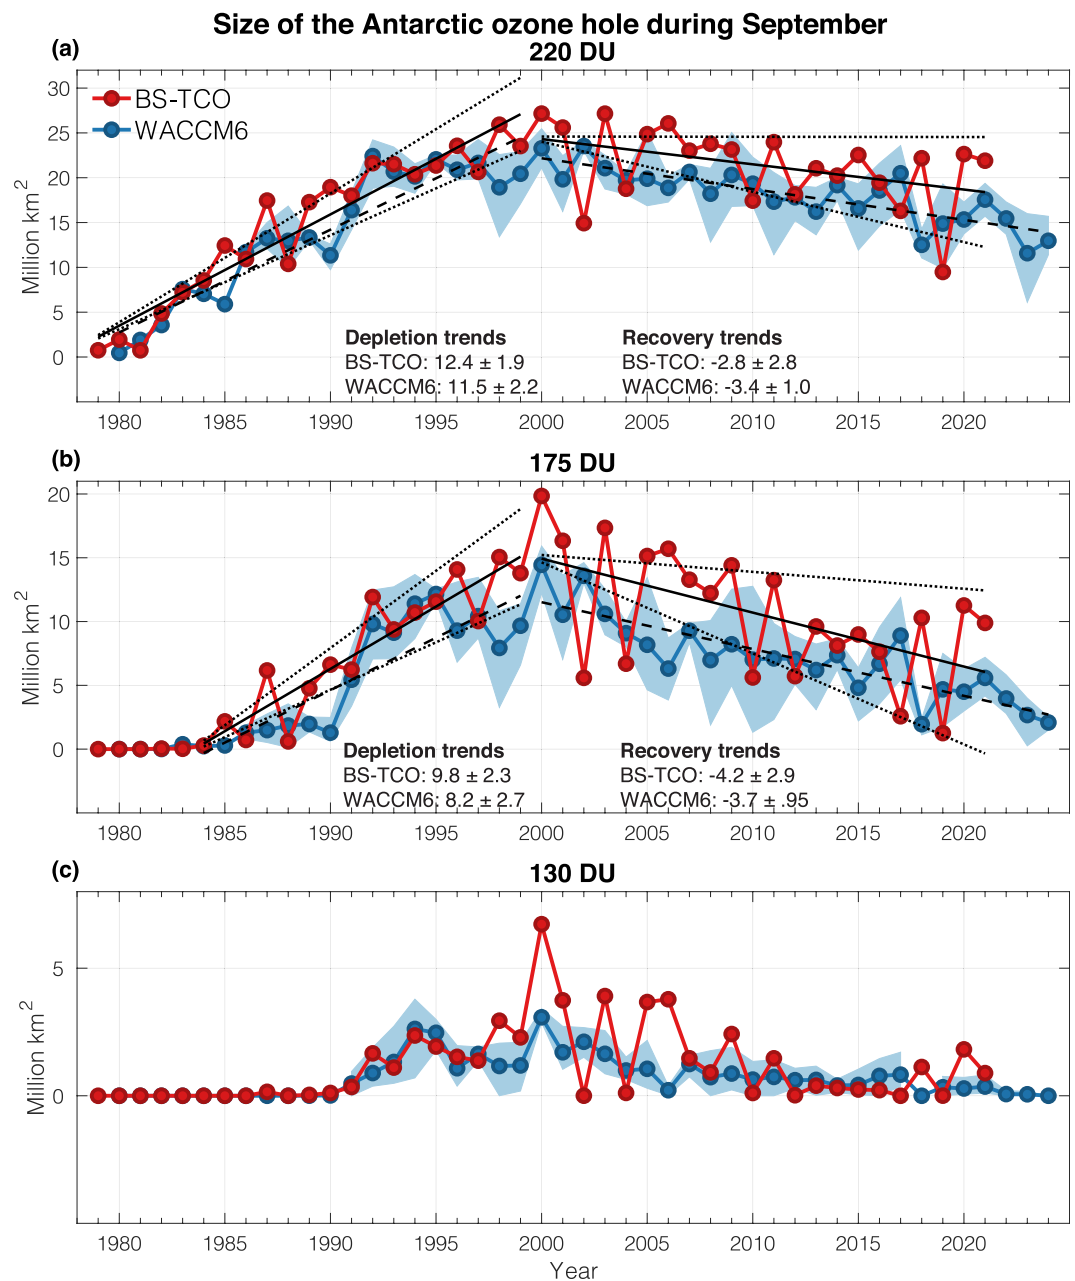 Size of the Antarctic ozone hole during September
(a)
220 DU
30
25
20
15
10
5
0
Million km²
BS-TCO
WACCM6
Depletion trends
BS-TCO: 12.4 ± 1.9
WACCM6: 11.5 ± 2.2
Recovery trends
BS-TCO: -2.8 ± 2.8
WACCM6: -3.4 ± 1.0
1980 1985 1990 1995 2000 2005 2010 2015 2020
(b)
175 DU
20
15
10
5
0
Million km²
Depletion trends
BS-TCO: 9.8 ± 2.3
WACCM6: 8.2 ± 2.7
Recovery trends
BS-TCO: -4.2 ± 2.9
WACCM6: -3.7 ± .95
1980 1985 1990 1995 2000 2005 2010 2015 2020
(c)
130 DU
5
0
Million km²
1980 1985 1990 1995 2000 2005 2010 2015 2020
Year